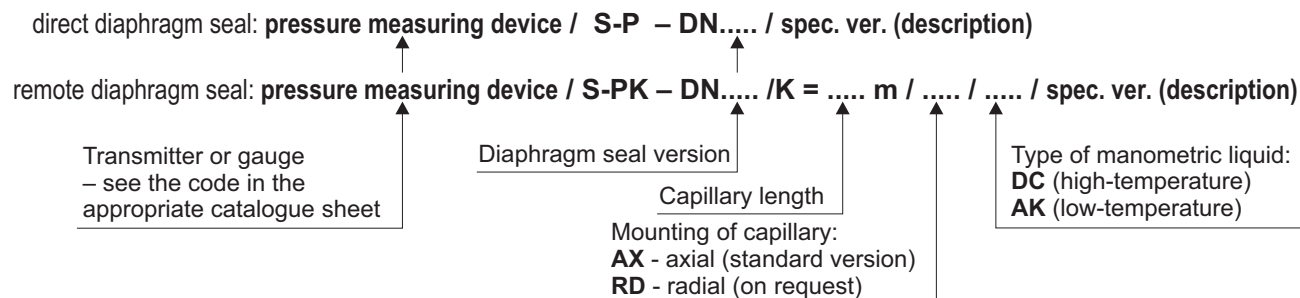 direct diaphragm seal: pressure measuring device / S-P – DN..... / spec. ver. (description)
remote diaphragm seal: pressure measuring device / S-PK – DN..... /K = ..... m / ..... / ..... / spec. ver. (description)
Transmitter or gauge
– see the code in the
appropriate catalogue sheet
Diaphragm seal version
Capillary length
Mounting of capillary:
AX - axial (standard version)
RD - radial (on request)
Type of manometric liquid:
DC (high-temperature)
AK (low-temperature)